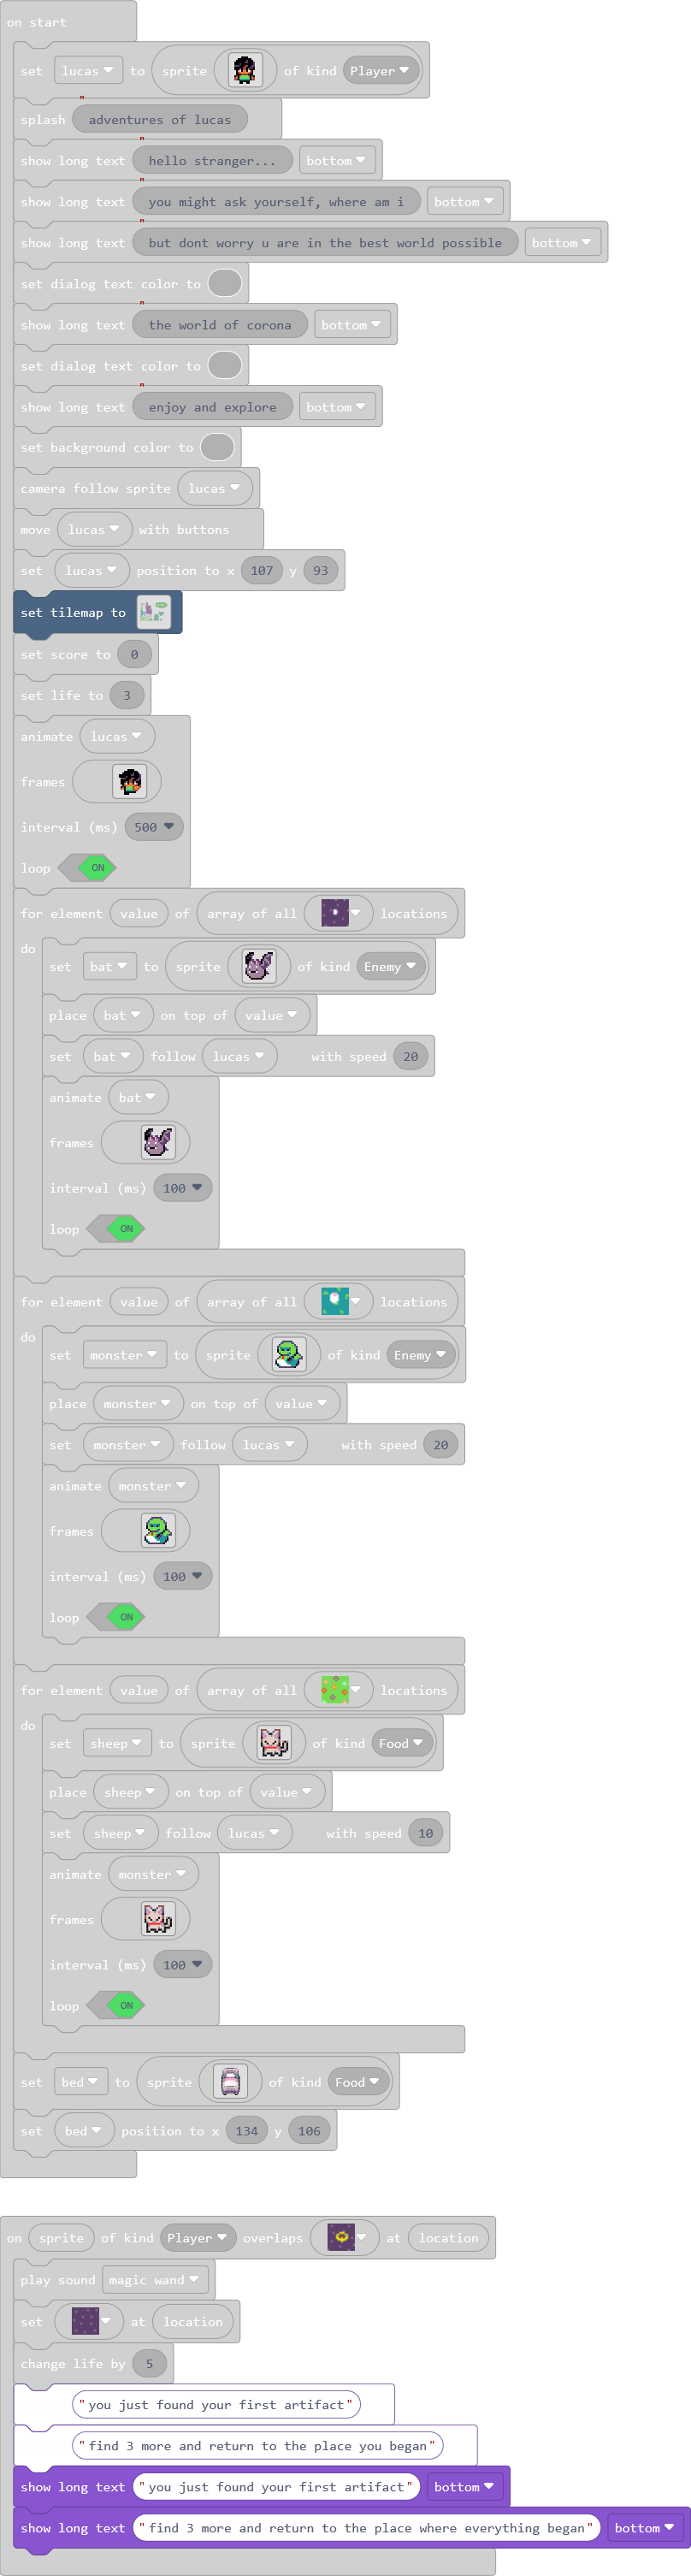 on start
set lucas to sprite of kind Player
splash " adventures of lucas
show long text " hello stranger... bottom
show long text " you might ask yourself, where am i bottom
show long text " but dont worry u are in the best world possible bottom
set dialog text color to
show long text " the world of corona bottom
set dialog text color to
show long text " enjoy and explore bottom
set background color to
camera follow sprite lucas
move lucas with buttons
set lucas position to x 107 y 93
set tilemap to
set score to 0
set life to 3
animate lucas
frames
interval (ms) 500
loop ON
for element value of array of all locations
do
set bat to sprite of kind Enemy
place bat on top of value
set bat follow lucas with speed 20
animate bat
frames
interval (ms) 100
loop ON
for element value of array of all locations
do
set monster to sprite of kind Enemy
place monster on top of value
set monster follow lucas with speed 20
animate monster
frames
interval (ms) 100
loop ON
for element value of array of all locations
do
set sheep to sprite of kind Food
place sheep on top of value
set sheep follow lucas with speed 10
animate monster
frames
interval (ms) 100
loop ON
set bed to sprite of kind Food
set bed position to x 134 y 106
on sprite of kind Player overlaps at location
play sound magic wand
set at location
change life by 5
"you just found your first artifact"
"find 3 more and return to the place you began"
show long text "you just found your first artifact" bottom
show long text "find 3 more and return to the place where everything began" bottom